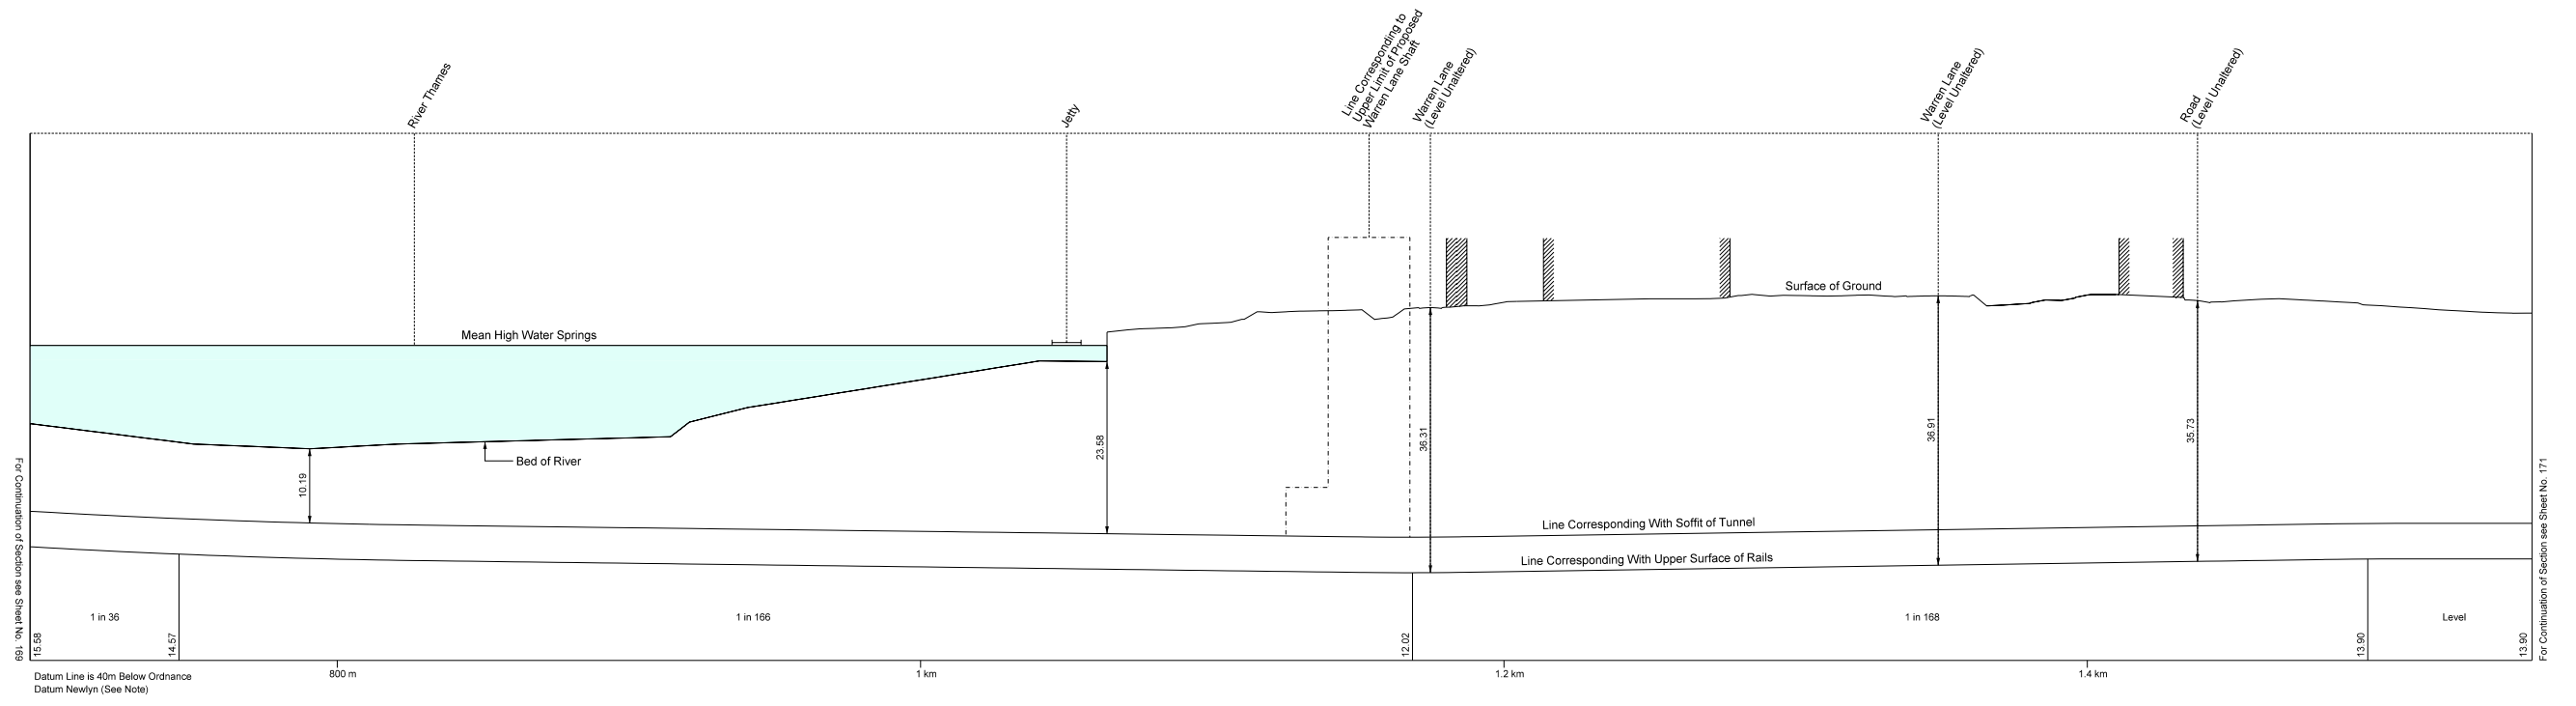 River Thames
Jetty
Line Corresponding to
Upper Limit of Proposed
Warren Lane Shaft
Warren Lane
(Level Unaltered)
Warren Lane
(Level Unaltered)
Road
(Level Unaltered)
Surface of Ground
Mean High Water Springs
Bed of River
10.19
23.58
36.31
36.91
35.73
Line Corresponding With Soffit of Tunnel
Line Corresponding With Upper Surface of Rails
For Continuation of Section see Sheet No. 169
For Continuation of Section see Sheet No. 171
1 in 36
1 in 166
1 in 168
Level
15.58
14.57
12.02
13.90
13.90
800 m
1 km
1.2 km
1.4 km
Datum Line is 40m Below Ordnance
Datum Newlyn (See Note)